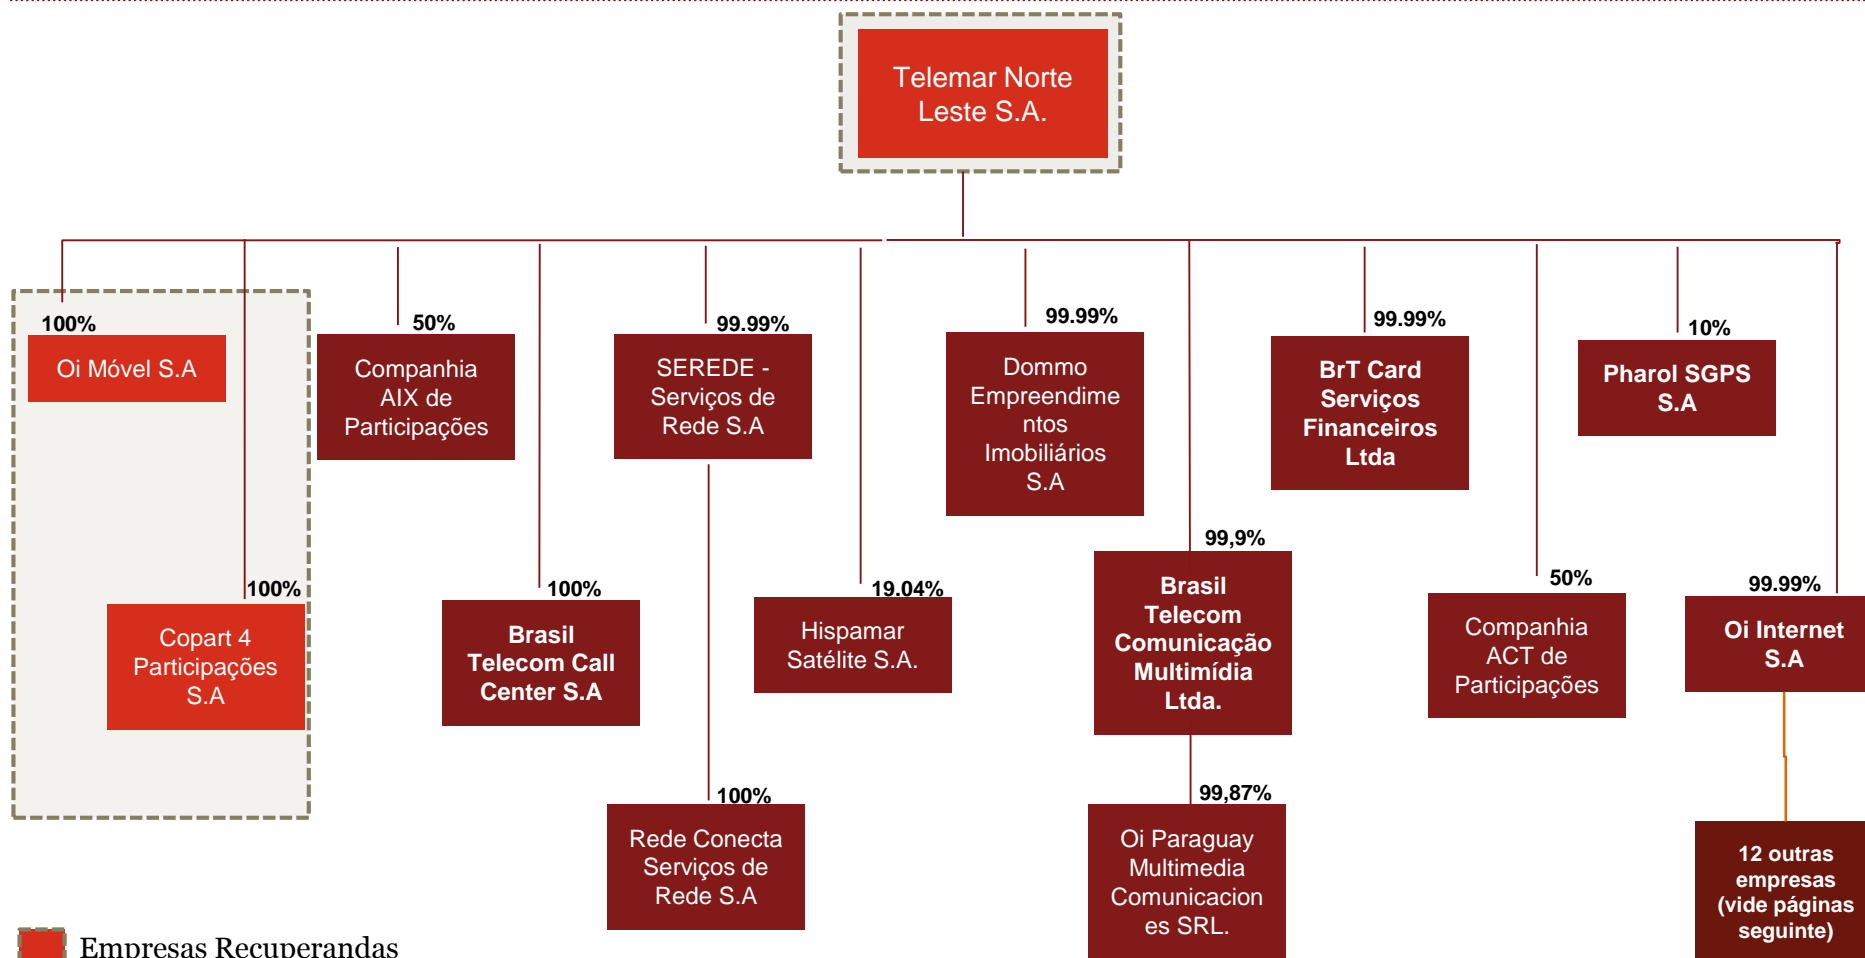 Telemar Norte
Leste S.A.
100%
Oi Móvel S.A
50%
Companhia
AIX de
Participações
99.99%
SEREDE -
Serviços de
Rede S.A
99.99%
Dommo
Empreendime
ntos
Imobiliários
S.A
99.99%
BrT Card
Serviços
Financeiros
Ltda
10%
Pharol SGPS
S.A
100%
Copart 4
Participações
S.A
100%
Brasil
Telecom Call
Center S.A
19.04%
Hispamar
Satélite S.A.
99,9%
Brasil
Telecom
Comunicação
Multimídia
Ltda.
50%
Companhia
ACT de
Participações
99.99%
Oi Internet
S.A
100%
Rede Conecta
Serviços de
Rede S.A
99,87%
Oi Paraguay
Multimedia
Comunicacion
es SRL.
12 outras
empresas
(vide páginas
seguinte)
Empresas Recuperandas